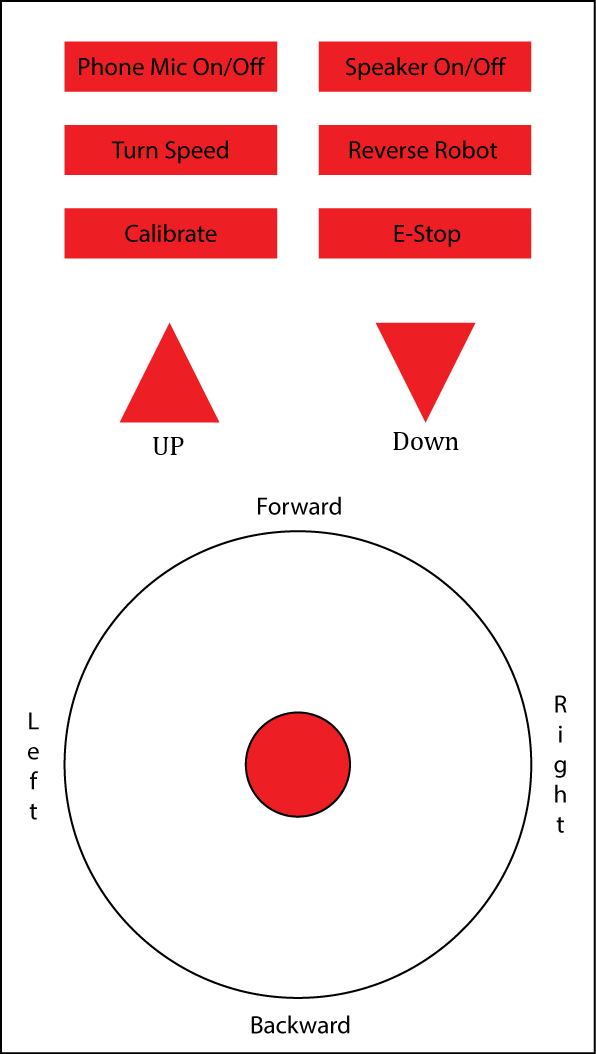 Phone Mic On/Off
Speaker On/Off
Turn Speed
Reverse Robot
Calibrate
E-Stop
UP
Down
Forward
Left
Right
Backward